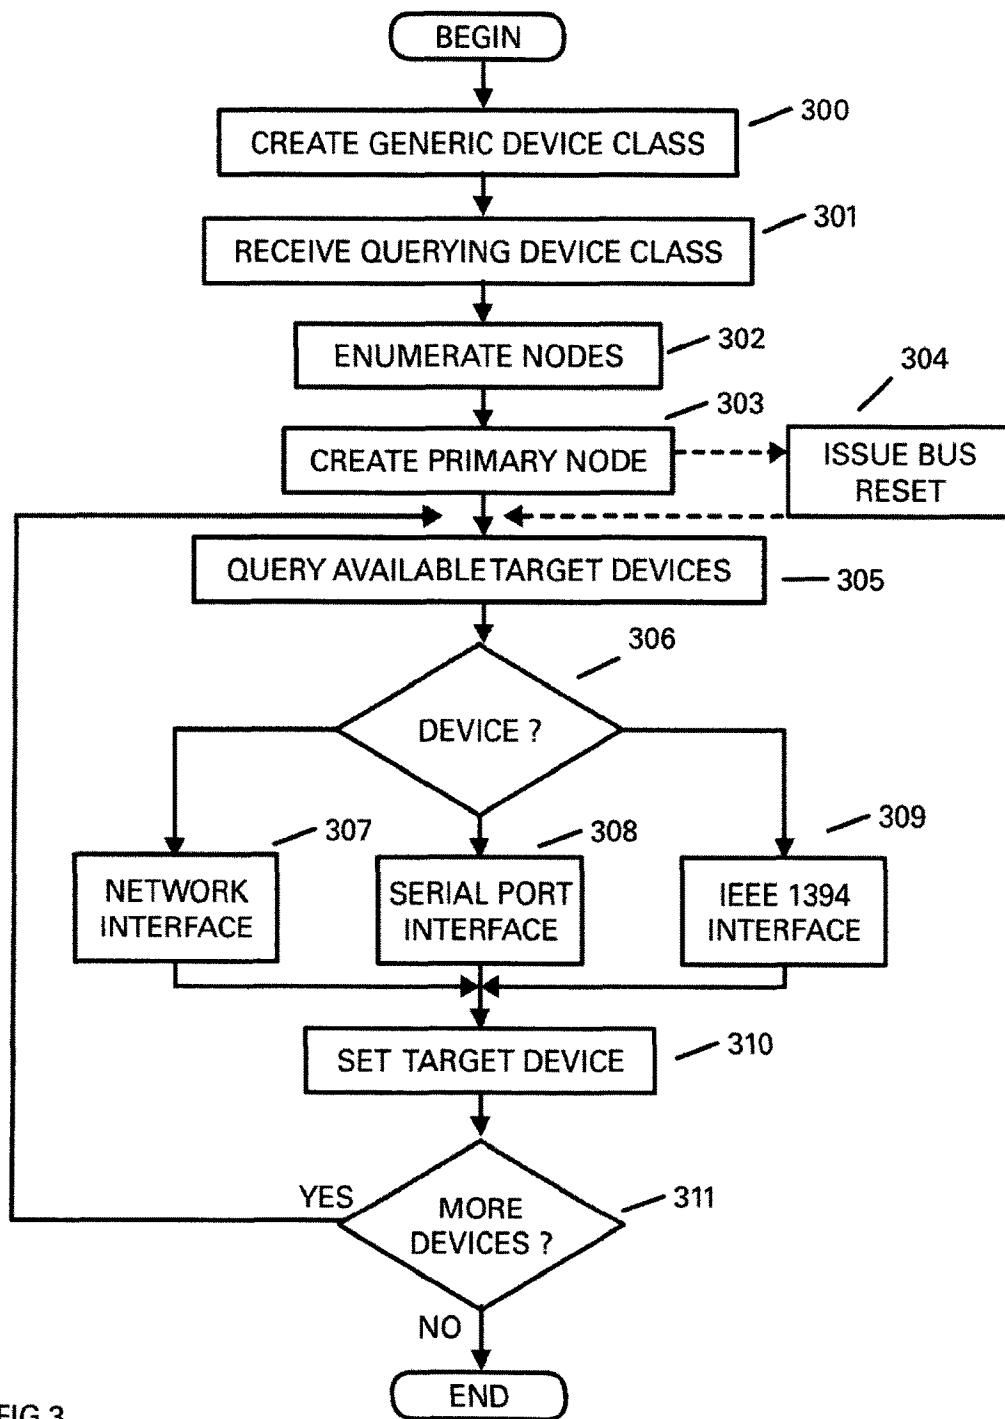 BEGIN
300
CREATE GENERIC DEVICE CLASS
301
RECEIVE QUERYING DEVICE CLASS
302
ENUMERATE NODES
303
304
CREATE PRIMARY NODE
ISSUE BUS
RESET
QUERY AVAILABLE TARGET DEVICES
305
306
DEVICE ?
307
308
309
NETWORK
INTERFACE
SERIAL PORT
INTERFACE
IEEE 1394
INTERFACE
SET TARGET DEVICE
310
YES
MORE
DEVICES ?
311
NO
END
FIG 3